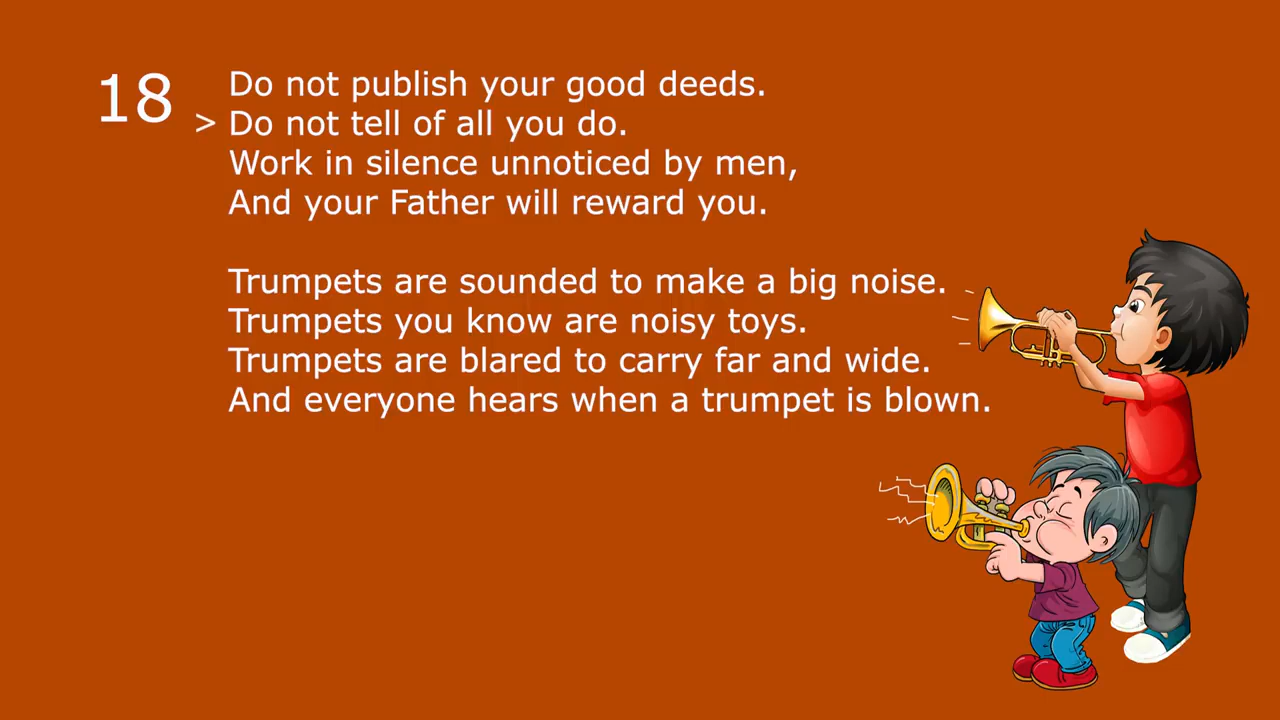 18
Do not publish your good deeds.
> Do not tell of all you do.
Work in silence unnoticed by men,
And your Father will reward you.
Trumpets are sounded to make a big noise.
Trumpets you know are noisy toys.
Trumpets are blared to carry far and wide.
And everyone hears when a trumpet is blown.